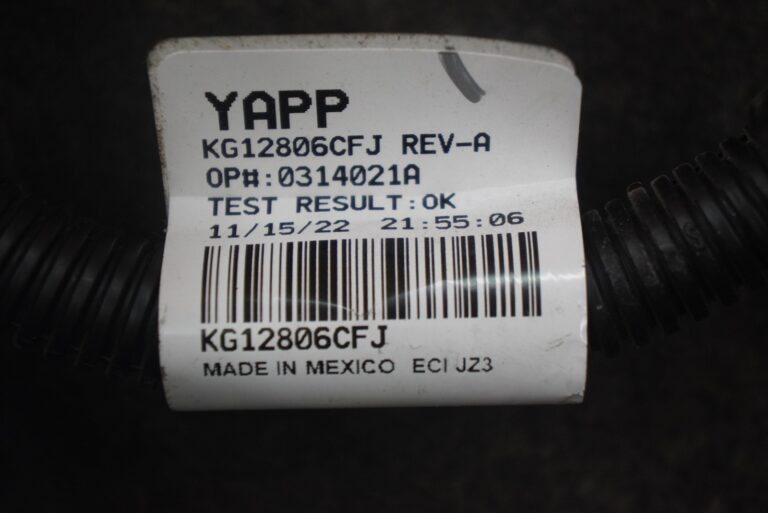 YAPP
KG12806CFJ REV-A
OP#:0314021A
TEST RESULT:OK
11/15/22 21:55:06
KG12806CFJ
MADE IN MEXICO ECI JZ3